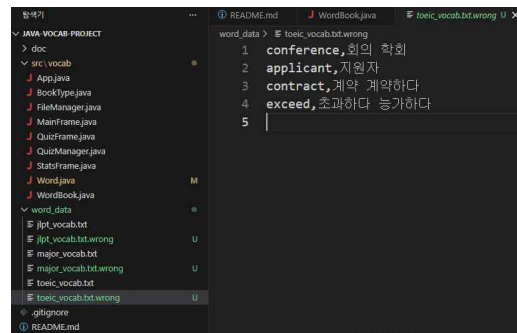 탐색기 ...
JAVA-VOCAB-PROJECT
doc
src\vocab
App.java
BookType.java
FileManager.java
MainFrame.java
QuizFrame.java
QuizManager.java
StatsFrame.java
Word.java M
WordBook.java
word_data
jlpt_vocab.txt
jlpt_vocab.txt.wrong U
major_vocab.txt
major_vocab.txt.wrong U
toeic_vocab.txt
toeic_vocab.txt.wrong U
.gitignore
README.md
README.md WordBook.java toeic_vocab.txt.wrong U X
word_data > toeic_vocab.txt.wrong
1 conference,회의 학회
2 applicant,지원자
3 contract,계약 계약하다
4 exceed,초과하다 능가하다
5